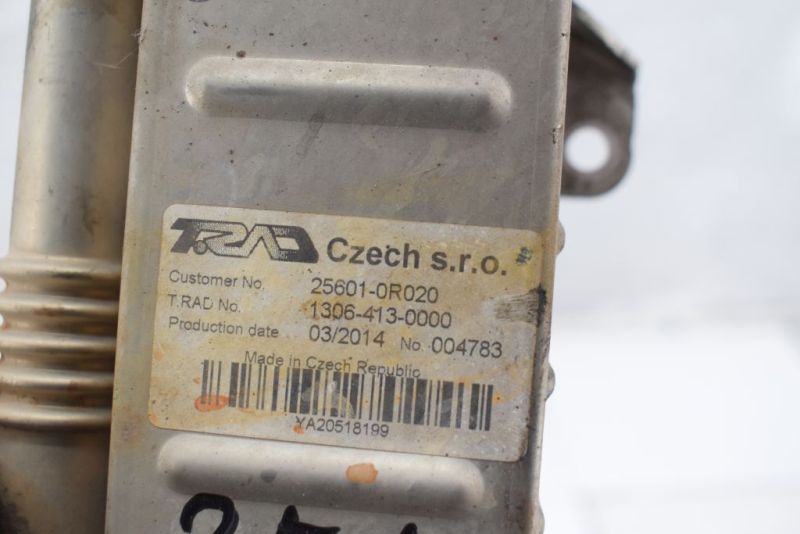 T.RAD Czech s.r.o.
Customer No. 25601-0R020
T.RAD No. 1306-413-0000
Production date 03/2014 No. 004783
Made in Czech Republic
YA20518199